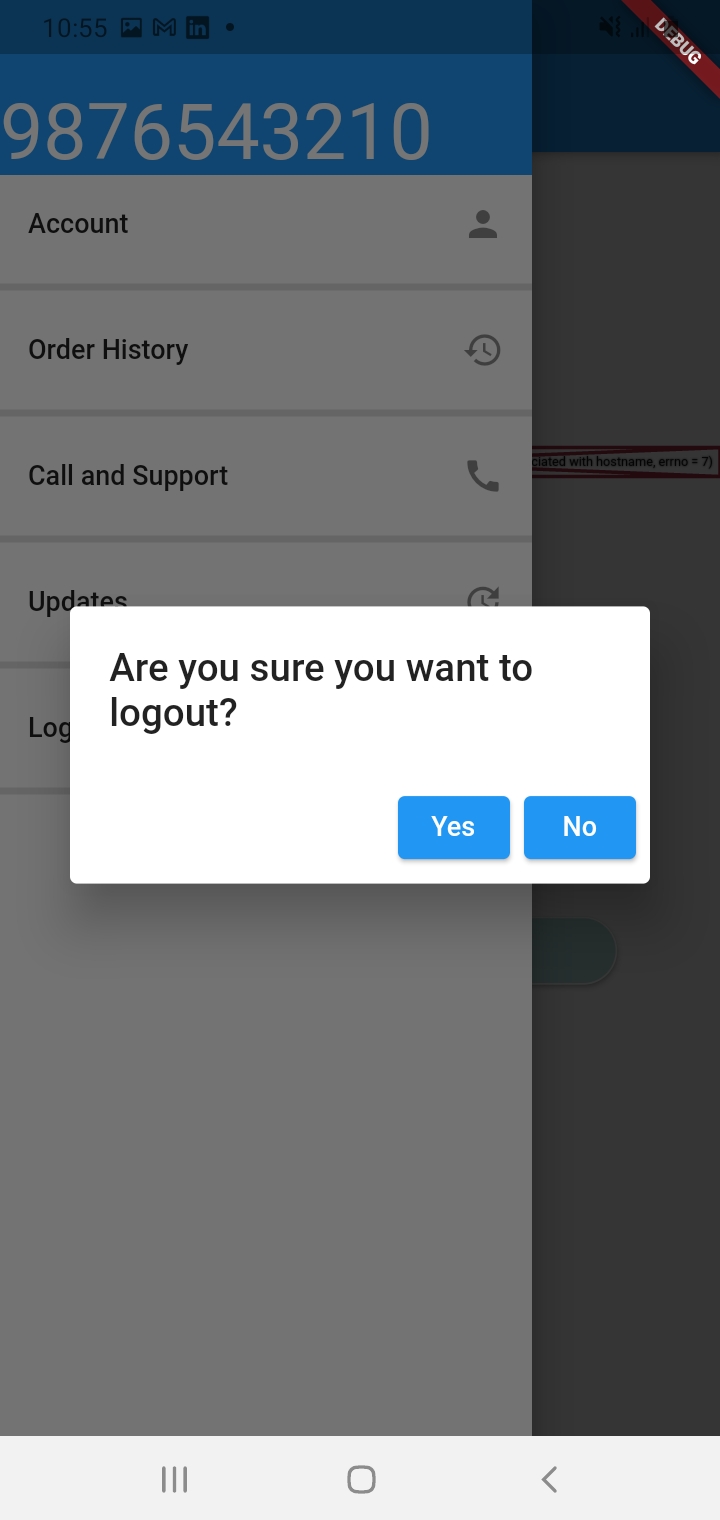 10:55
DEBUG
9876543210
Account
Order History
ciated with hostname, errno = 7)
Call and Support
Updates
Log
Are you sure you want to
logout?
Yes
No